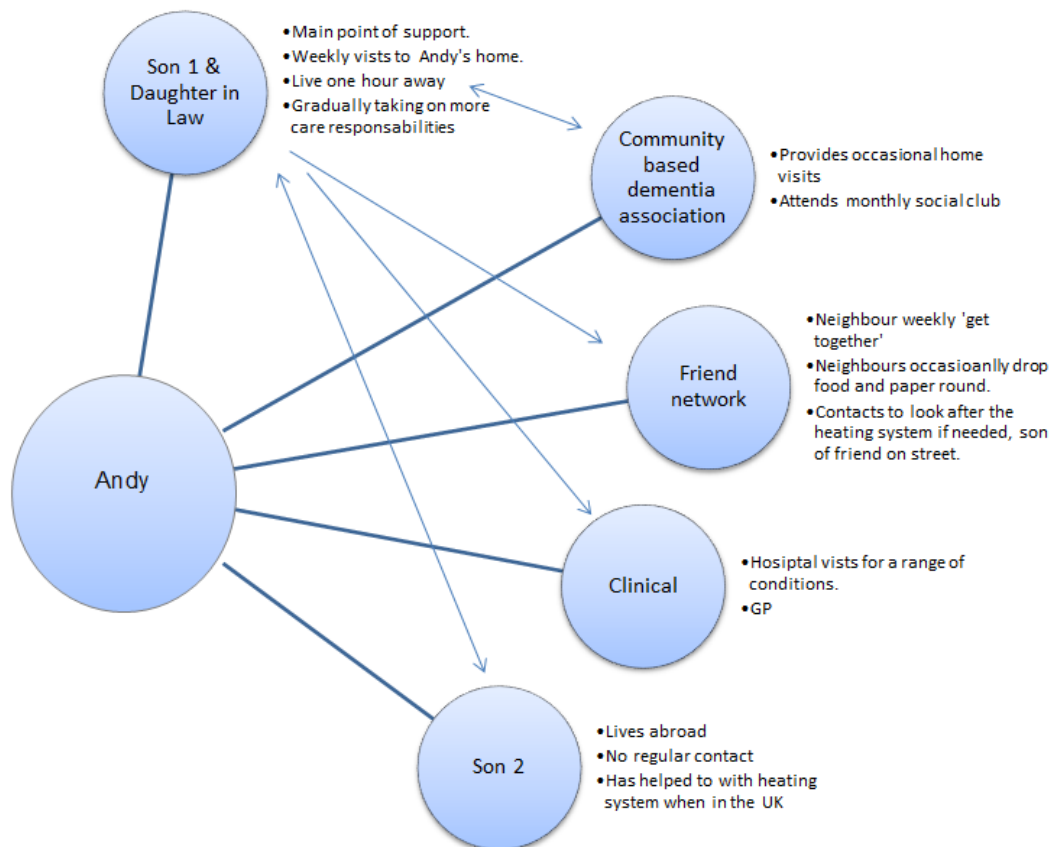 Son 1 &
Daughter in
Law
•Main point of support.
•Weekly vists to Andy's home.
•Live one hour away
•Gradually taking on more
care responsabilities
Community
based
dementia
association
•Provides occasional home
visits
•Attends monthly social club
Friend
network
•Neighbour weekly 'get
together'
•Neighbours occasioanlly drop
food and paper round.
•Contacts to look after the
heating system if needed, son
of friend on street.
Andy
Clinical
•Hosiptal vists for a range of
conditions.
•GP
Son 2
•Lives abroad
•No regular contact
•Has helped to with heating
system when in the UK